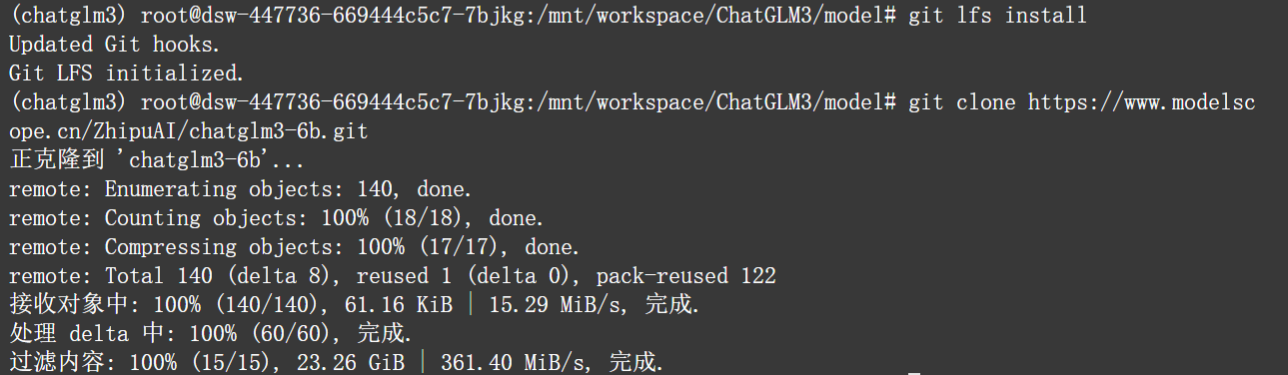 (chatglm3) root@dsw-447736-669444c5c7-7bjkg:/mnt/workspace/ChatGLM3/model# git lfs install
Updated Git hooks.
Git LFS initialized.
(chatglm3) root@dsw-447736-669444c5c7-7bjkg:/mnt/workspace/ChatGLM3/model# git clone https://www.modelsc
ope.cn/ZhipuAI/chatglm3-6b.git
正克隆到 'chatglm3-6b'...
remote: Enumerating objects: 140, done.
remote: Counting objects: 100% (18/18), done.
remote: Compressing objects: 100% (17/17), done.
remote: Total 140 (delta 8), reused 1 (delta 0), pack-reused 122
接收对象中: 100% (140/140), 61.16 KiB | 15.29 MiB/s, 完成.
处理 delta 中: 100% (60/60), 完成.
过滤内容: 100% (15/15), 23.26 GiB | 361.40 MiB/s, 完成.